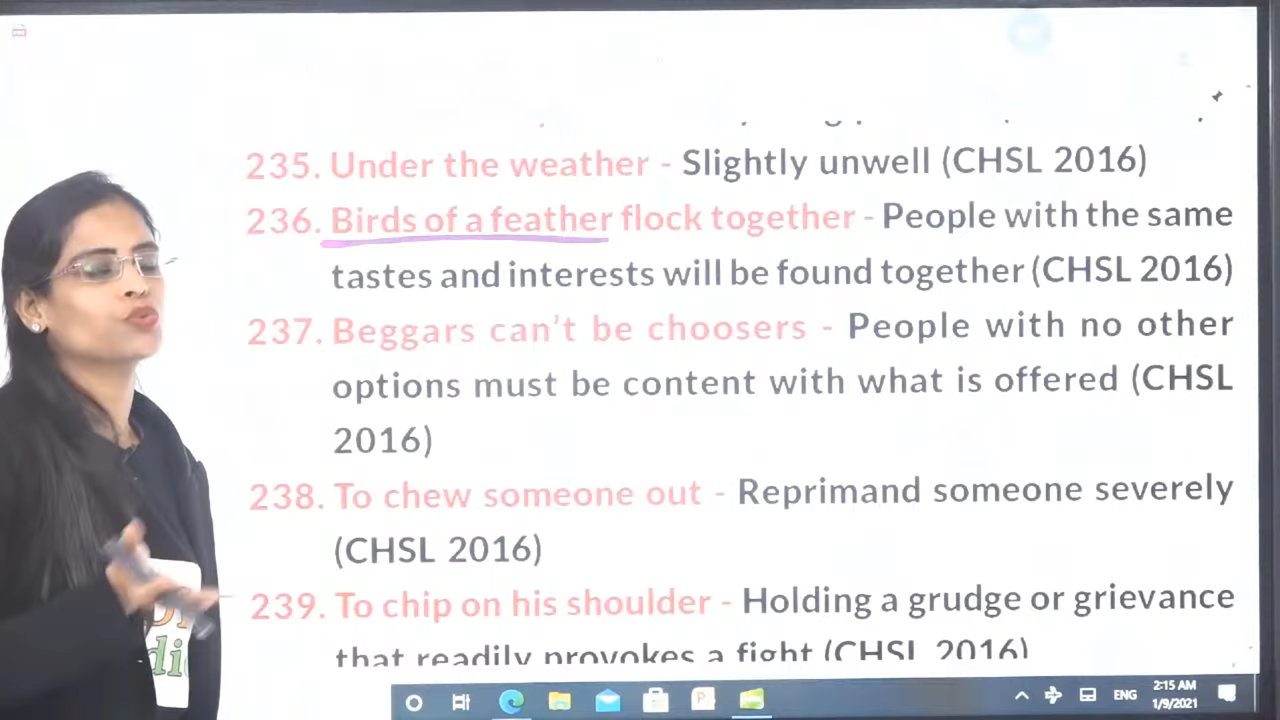 235. Under the weather - Slightly unwell (CHSL 2016)
236. Birds of a feather flock together - People with the same
tastes and interests will be found together (CHSL 2016)
237. Beggars can't be choosers - People with no other
options must be content with what is offered (CHSL
2016)
238. To chew someone out - Reprimand someone severely
(CHSL 2016)
239. To chip on his shoulder - Holding a grudge or grievance
that readily provokes a fight (CHSL 2016)
ENG
2:15 AM
1/9/2021